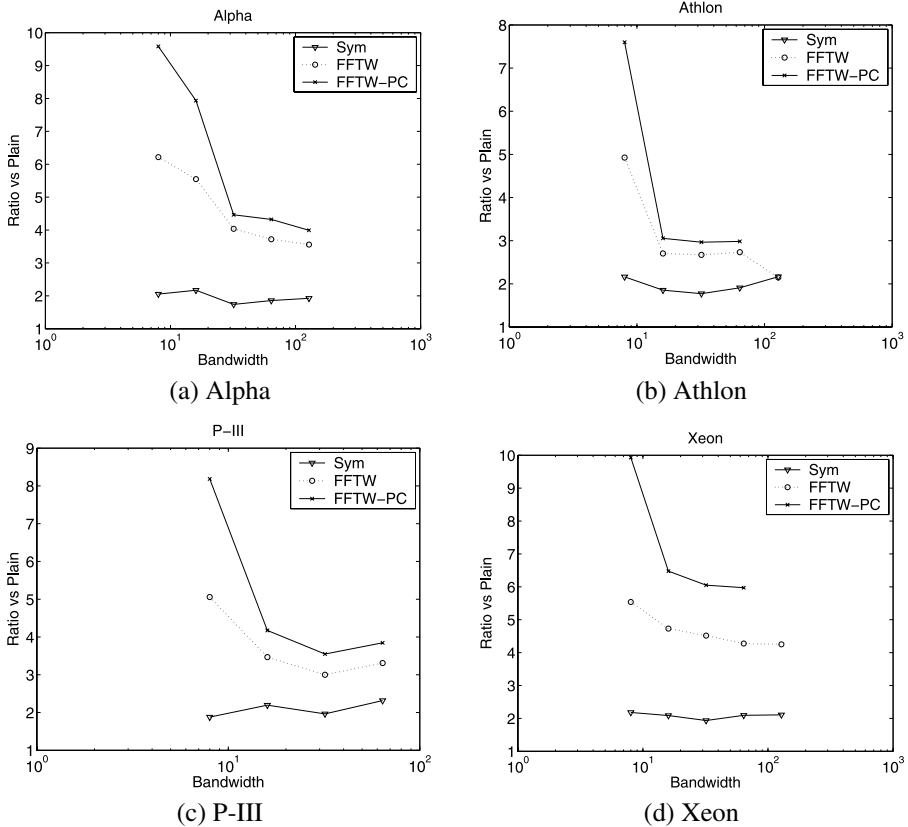 Alpha
10
9
8
7
6
5
4
3
2
1
Ratio vs Plain
Sym
FFTW
FFTW-PC
10^0
10^1
10^2
10^3
Bandwidth
(a) Alpha
Athlon
8
7
6
5
4
3
2
1
Ratio vs Plain
Sym
FFTW
FFTW-PC
10^0
10^1
10^2
10^3
Bandwidth
(b) Athlon
P-III
9
8
7
6
5
4
3
2
1
Ratio vs Plain
Sym
FFTW
FFTW-PC
10^0
10^1
10^2
Bandwidth
(c) P-III
Xeon
10
9
8
7
6
5
4
3
2
1
Ratio vs Plain
Sym
FFTW
FFTW-PC
10^0
10^1
10^2
10^3
Bandwidth
(d) Xeon